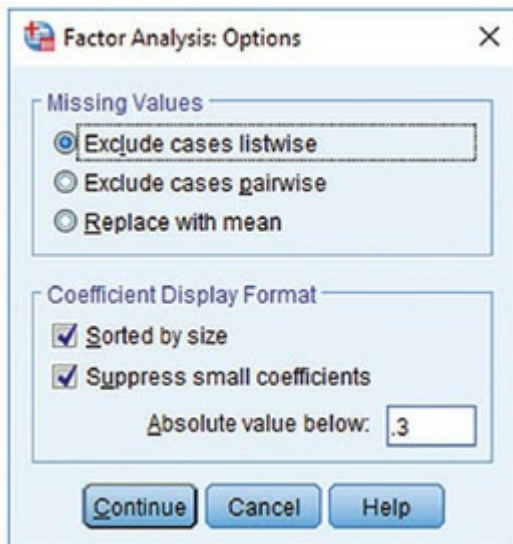 Factor Analysis: Options
Missing Values
Exclude cases listwise
Exclude cases pairwise
Replace with mean
Coefficient Display Format
Sorted by size
Suppress small coefficients
Absolute value below: .3
Continue Cancel Help